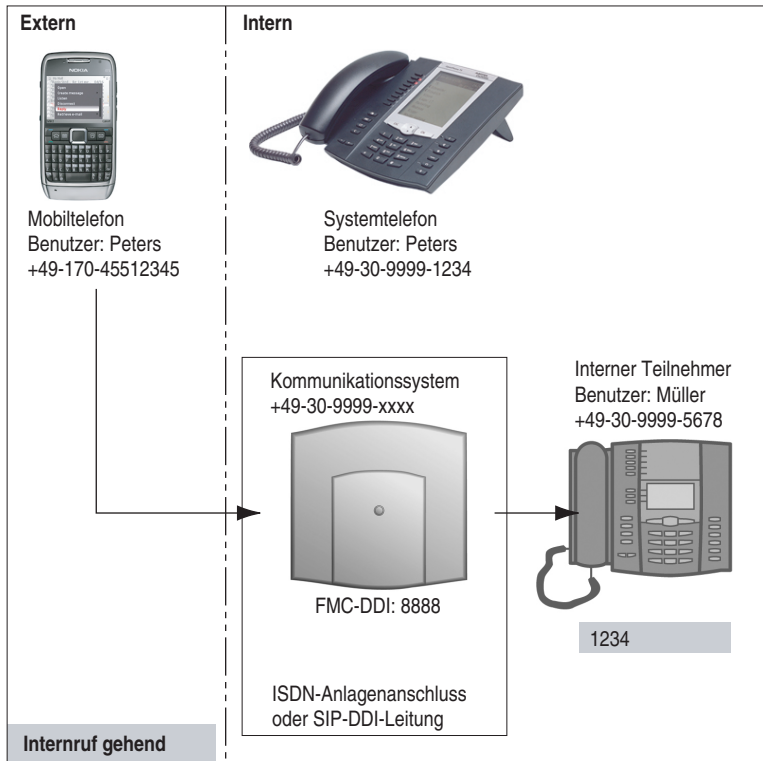 Extern
Intern
NOKIA
Mobiltelefon
Benutzer: Peters
+49-170-45512345
Systemtelefon
Benutzer: Peters
+49-30-9999-1234
Kommunikationssystem
+49-30-9999-xxxx
Interner Teilnehmer
Benutzer: Müller
+49-30-9999-5678
FMC-DDI: 8888
1234
ISDN-Anlagenanschluss
oder SIP-DDI-Leitung
Internruf gehend